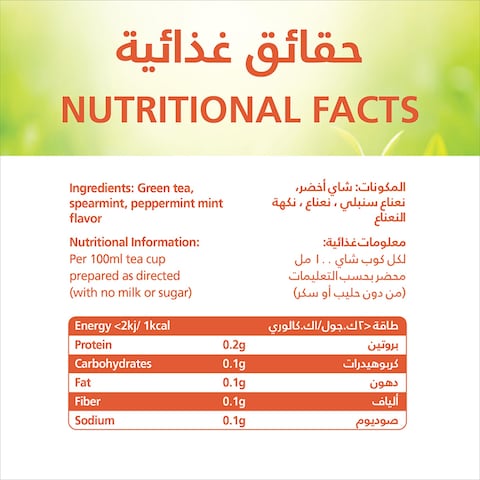 حقائق غذائية
NUTRITIONAL FACTS
Ingredients: Green tea,
spearmint, peppermint mint
flavor
المكونات: شاي أخضر،
نعناع سنبلي ، نعناع ، نكهة
النعناع
Nutritional Information:
Per 100ml tea cup
prepared as directed
(with no milk or sugar)
معلومات غذائية:
لكل كوب شاي ١٠٠ مل
محضر بحسب التعليمات
(من دون حليب أو سكر)
Energy <2kj/ 1kcal طاقة <٢ك.جول/١ك.كالوري
Protein 0.2g بروتين
Carbohydrates 0.1g كربوهيدرات
Fat 0.1g دهون
Fiber 0.1g ألياف
Sodium 0.1g صوديوم